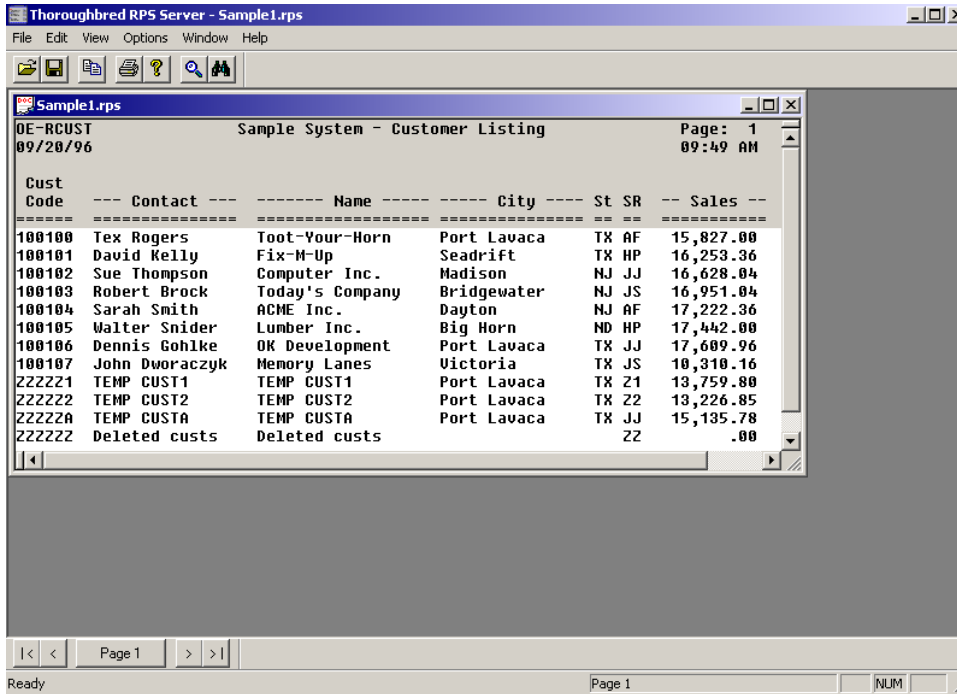 Thoroughbred RPS Server - Sample1.rps
File Edit View Options Window Help
Sample1.rps
OE-RCUST Sample System - Customer Listing Page: 1
09/20/96 09:49 AM
Cust
Code --- Contact --- ------- Name ----- ----- City ---- St SR -- Sales --
====== =============== ================== =============== == == ===========
100100 Tex Rogers Toot-Your-Horn Port Lavaca TX AF 15,827.00
100101 David Kelly Fix-M-Up Seadrift TX HP 16,253.36
100102 Sue Thompson Computer Inc. Madison NJ JJ 16,628.04
100103 Robert Brock Today's Company Bridgewater NJ JS 16,951.04
100104 Sarah Smith ACME Inc. Dayton NJ AF 17,222.36
100105 Walter Snider Lumber Inc. Big Horn ND HP 17,442.00
100106 Dennis Gohlke OK Development Port Lavaca TX JJ 17,609.96
100107 John Dworaczyk Memory Lanes Victoria TX JS 10,310.16
ZZZZZ1 TEMP CUST1 TEMP CUST1 Port Lavaca TX Z1 13,759.80
ZZZZZ2 TEMP CUST2 TEMP CUST2 Port Lavaca TX Z2 13,226.85
ZZZZZA TEMP CUSTA TEMP CUSTA Port Lavaca TX JJ 15,135.78
ZZZZZZ Deleted custs Deleted custs ZZ .00
|< < Page 1 > >|
Ready Page 1 NUM